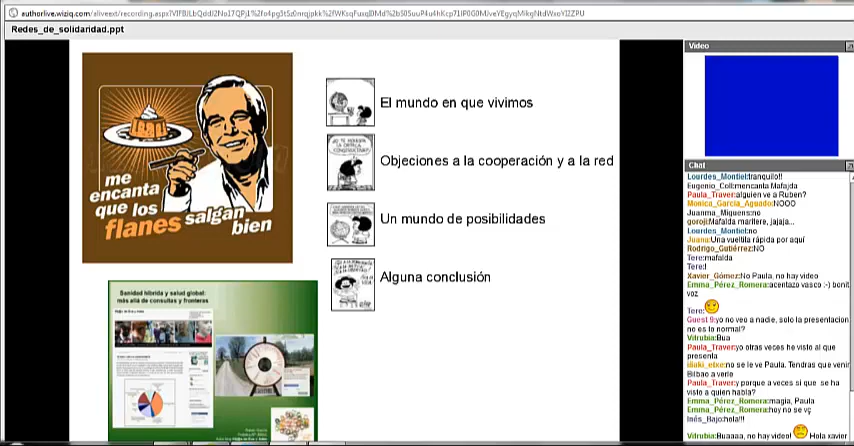 authorlive.wiziq.com
Redes_de_solidaridad.ppt
me
encanta
que los
flanes salgan
bien
El mundo en que vivimos
Objeciones a la cooperación y a la red
Un mundo de posibilidades
Alguna conclusión
Sanidad híbrida y salud global:
más allá de consultas y fronteras
Video
Chat
Lourdes_Montiel:tranquilo!!
Eugenio_Coll:mencanta Mafajda
Paula_Traver:alguien ve a Ruben?
Monica_Garcia_Aguado:NOOO
Juanma_Miguens:no
goroji:Mafalda marifere, jajaja...
Lourdes_Montiel:no
Juana:Una vueltila rápida por aquí
Rodrigo_Gutiérrez:NO
Tere:mafalda
Tere:!
Xavier_Gómez:No Paula, no hay video
Emma_Pérez_Romera:acentazo vasco :-) bonit
voz
Tere:
Guest 9:yo no veo a nadie, solo la presentacion
no es lo normal?
Vitrubia:Bua
Paula_Traver:yo otras veces he visto al que
presenta
iñaki_etxe:no se le ve Paula. Tendras que venir
Bilbao a verle
Paula_Traver:y porque a veces si que se ha
visto a quien habla?
Emma_Pérez_Romera:magia, Paula
Emma_Pérez_Romera:hoy no se vç
Inés_Bajo:hola!!!
Vitrubia:Buaaaa, no hay video! Hola xavier